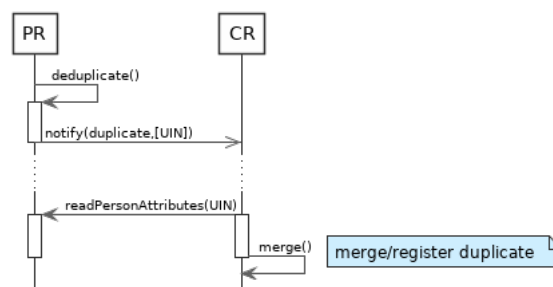 PR
CR
deduplicate()
notify(duplicate,[UIN])
readPersonAttributes(UIN)
merge()
merge/register duplicate